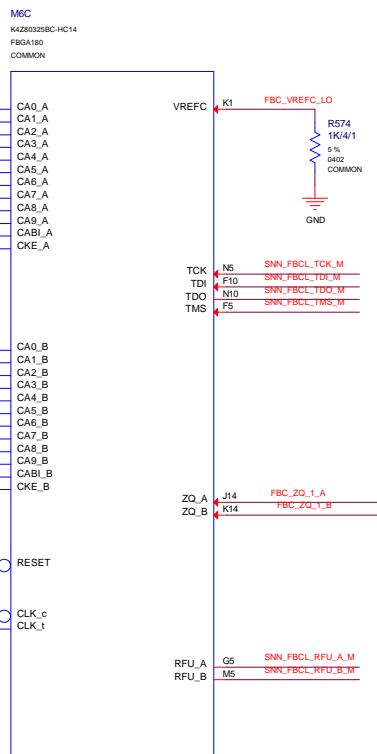 M6C
K4Z80325BC-HC14
FBGA180
COMMON
CA0_A
CA1_A
CA2_A
CA3_A
CA4_A
CA5_A
CA6_A
CA7_A
CA8_A
CA9_A
CABI_A
CKE_A
VREFC K1 FBC_VREFC_LO
R574
1K/4/1
5 %
0402
COMMON
GND
TCK N5 SNN_FBCL_TCK_M
TDI F10 SNN_FBCL_TDI_M
TDO N10 SNN_FBCL_TDO_M
TMS F5 SNN_FBCL_TMS_M
CA0_B
CA1_B
CA2_B
CA3_B
CA4_B
CA5_B
CA6_B
CA7_B
CA8_B
CA9_B
CABI_B
CKE_B
ZQ_A J14 FBC_ZQ_1_A
ZQ_B K14 FBC_ZQ_1_B
RESET
CLK_c
CLK_t
RFU_A G5 SNN_FBCL_RFU_A_M
RFU_B M5 SNN_FBCL_RFU_B_M